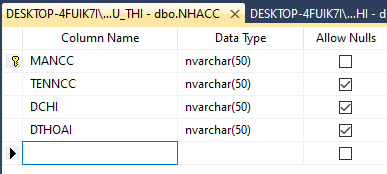 DESKTOP-4FUIK7I\...U_THI - dbo.NHACC DESKTOP-4FUIK7I\...HI - d
Column Name Data Type Allow Nulls
MANCC nvarchar(50)
TENNCC nvarchar(50)
DCHI nvarchar(50)
DTHOAI nvarchar(50)